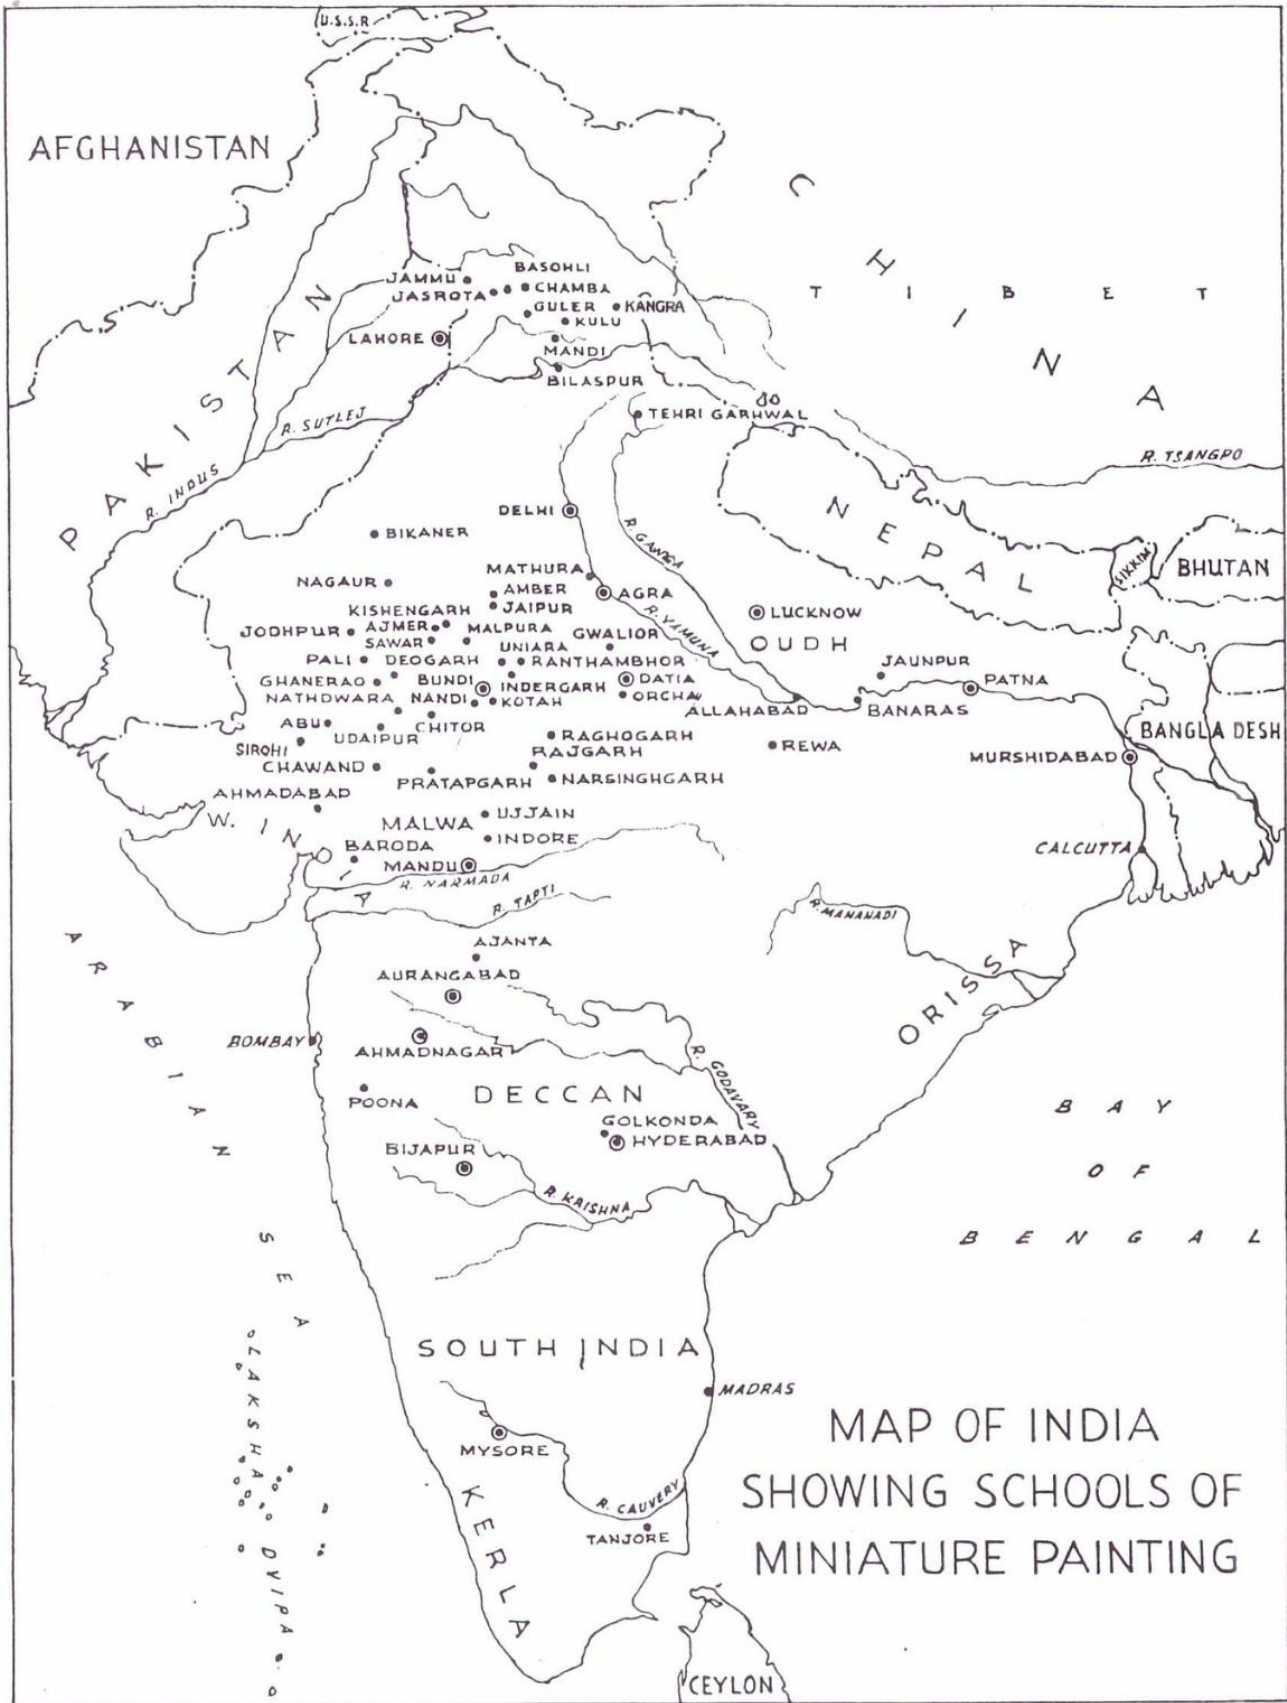 U.S.S.R
AFGHANISTAN
CHINA
TIBET
PAKISTAN
BASOHLI
JAMMU
CHAMBA
JASROTA
GULER
KANGRA
KULU
LAHORE
MANDI
BILASPUR
TEHRI GARHWAL
R. SUTLEJ
R. TSANGPO
R. INDUS
DELHI
NEPAL
BIKANER
R. GANGA
SIKKIM
BHUTAN
MATHURA
NAGAUR
AMBER
AGRA
KISHENGARH
JAIPUR
R. YAMUNA
LUCKNOW
JODHPUR
AJMER
MALPURA
GWALIOR
OUDH
SAWAR
UNIARA
PALI
DEOGARH
RANTHAMBHOR
JAUNPUR
GHANERAO
BUNDI
INDERGARH
DATIA
PATNA
NATHDWARA
NANDI
KOTAH
ORCHA
ALLAHABAD
BANARAS
ABU
CHITOR
UDAIPUR
RAGHOGARH
BANGLA DESH
SIROHI
RAJGARH
REWA
MURSHIDABAD
CHAWAND
PRATAPGARH
NARSINGHGARH
AHMADABAD
W. INDIA
MALWA
UJJAIN
INDORE
BARODA
CALCUTTA
MANDU
R. NARMADA
R. TAPTI
R. MAHANADI
ORISSA
AJANTA
AURANGABAD
ARABIAN SEA
BOMBAY
AHMADNAGAR
R. GODAVARY
POONA
DECCAN
BAY
OF
BENGAL
GOLKONDA
HYDERABAD
BIJAPUR
R. KRISHNA
SOUTH INDIA
LAKSHA DVIPA
MADRAS
MYSORE
KERLA
R. CAUVERY
TANJORE
MAP OF INDIA
SHOWING SCHOOLS OF
MINIATURE PAINTING
CEYLON